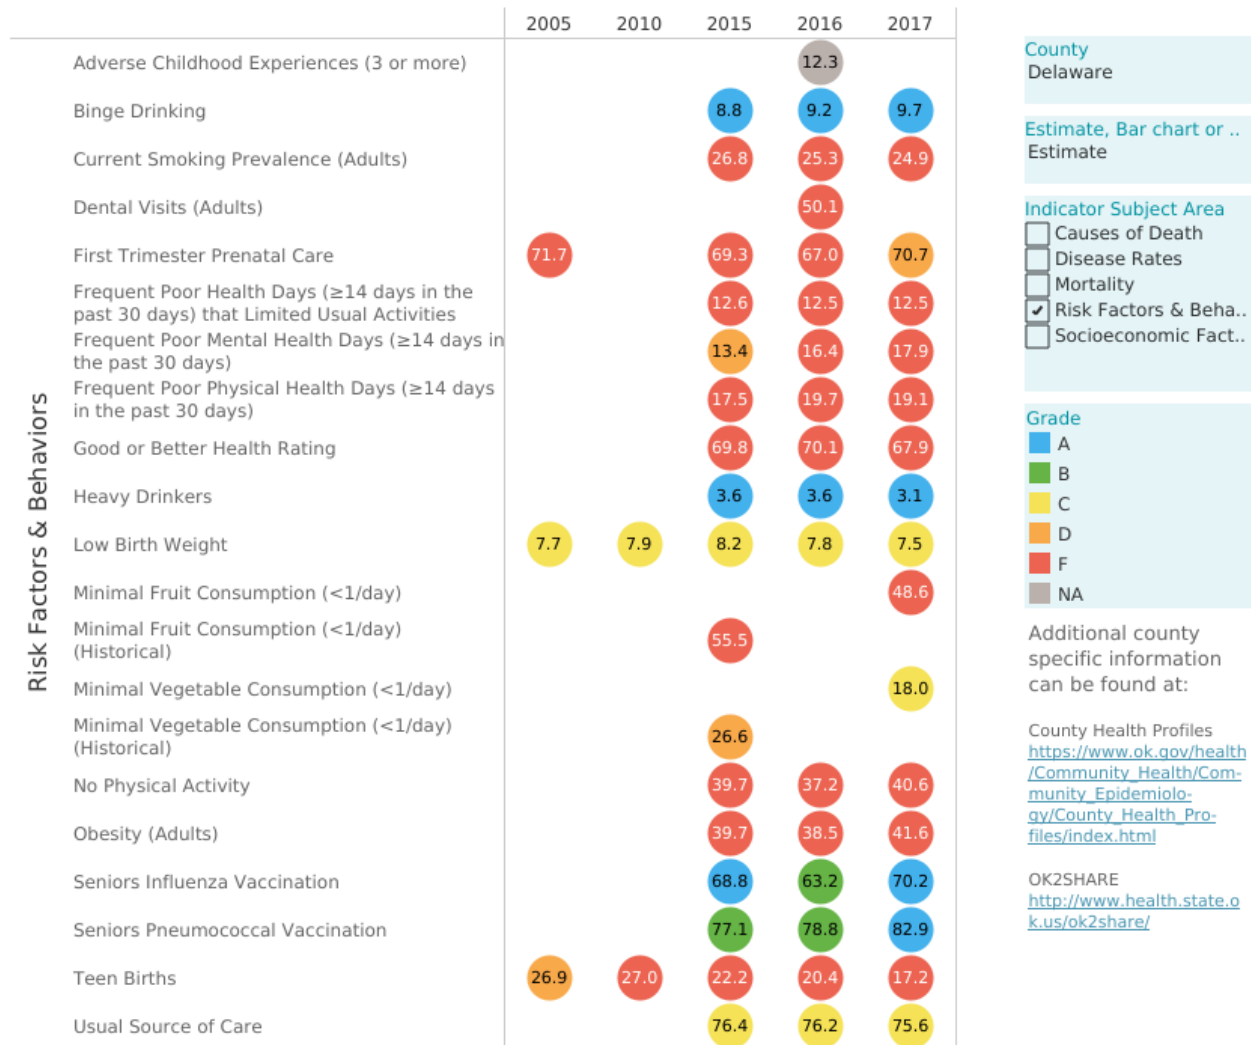 2005 2010 2015 2016 2017
Adverse Childhood Experiences (3 or more) 12.3
Binge Drinking 8.8 9.2 9.7
Current Smoking Prevalence (Adults) 26.8 25.3 24.9
Dental Visits (Adults) 50.1
First Trimester Prenatal Care 71.7 69.3 67.0 70.7
Frequent Poor Health Days (≥14 days in the
past 30 days) that Limited Usual Activities 12.6 12.5 12.5
Frequent Poor Mental Health Days (≥14 days in
the past 30 days) 13.4 16.4 17.9
Frequent Poor Physical Health Days (≥14 days
in the past 30 days) 17.5 19.7 19.1
Good or Better Health Rating 69.8 70.1 67.9
Heavy Drinkers 3.6 3.6 3.1
Low Birth Weight 7.7 7.9 8.2 7.8 7.5
Minimal Fruit Consumption (<1/day) 48.6
Minimal Fruit Consumption (<1/day)
(Historical) 55.5
Minimal Vegetable Consumption (<1/day) 18.0
Minimal Vegetable Consumption (<1/day)
(Historical) 26.6
No Physical Activity 39.7 37.2 40.6
Obesity (Adults) 39.7 38.5 41.6
Seniors Influenza Vaccination 68.8 63.2 70.2
Seniors Pneumococcal Vaccination 77.1 78.8 82.9
Teen Births 26.9 27.0 22.2 20.4 17.2
Usual Source of Care 76.4 76.2 75.6
Risk Factors & Behaviors
County
Delaware
Estimate, Bar chart or ..
Estimate
Indicator Subject Area
Causes of Death
Disease Rates
Mortality
Risk Factors & Beha..
Socioeconomic Fact..
Grade
A
B
C
D
F
NA
Additional county
specific information
can be found at:
County Health Profiles
https://www.ok.gov/health
/Community_Health/Com-
munity_Epidemiolo-
gy/County_Health_Pro-
files/index.html
OK2SHARE
http://www.health.state.o
k.us/ok2share/